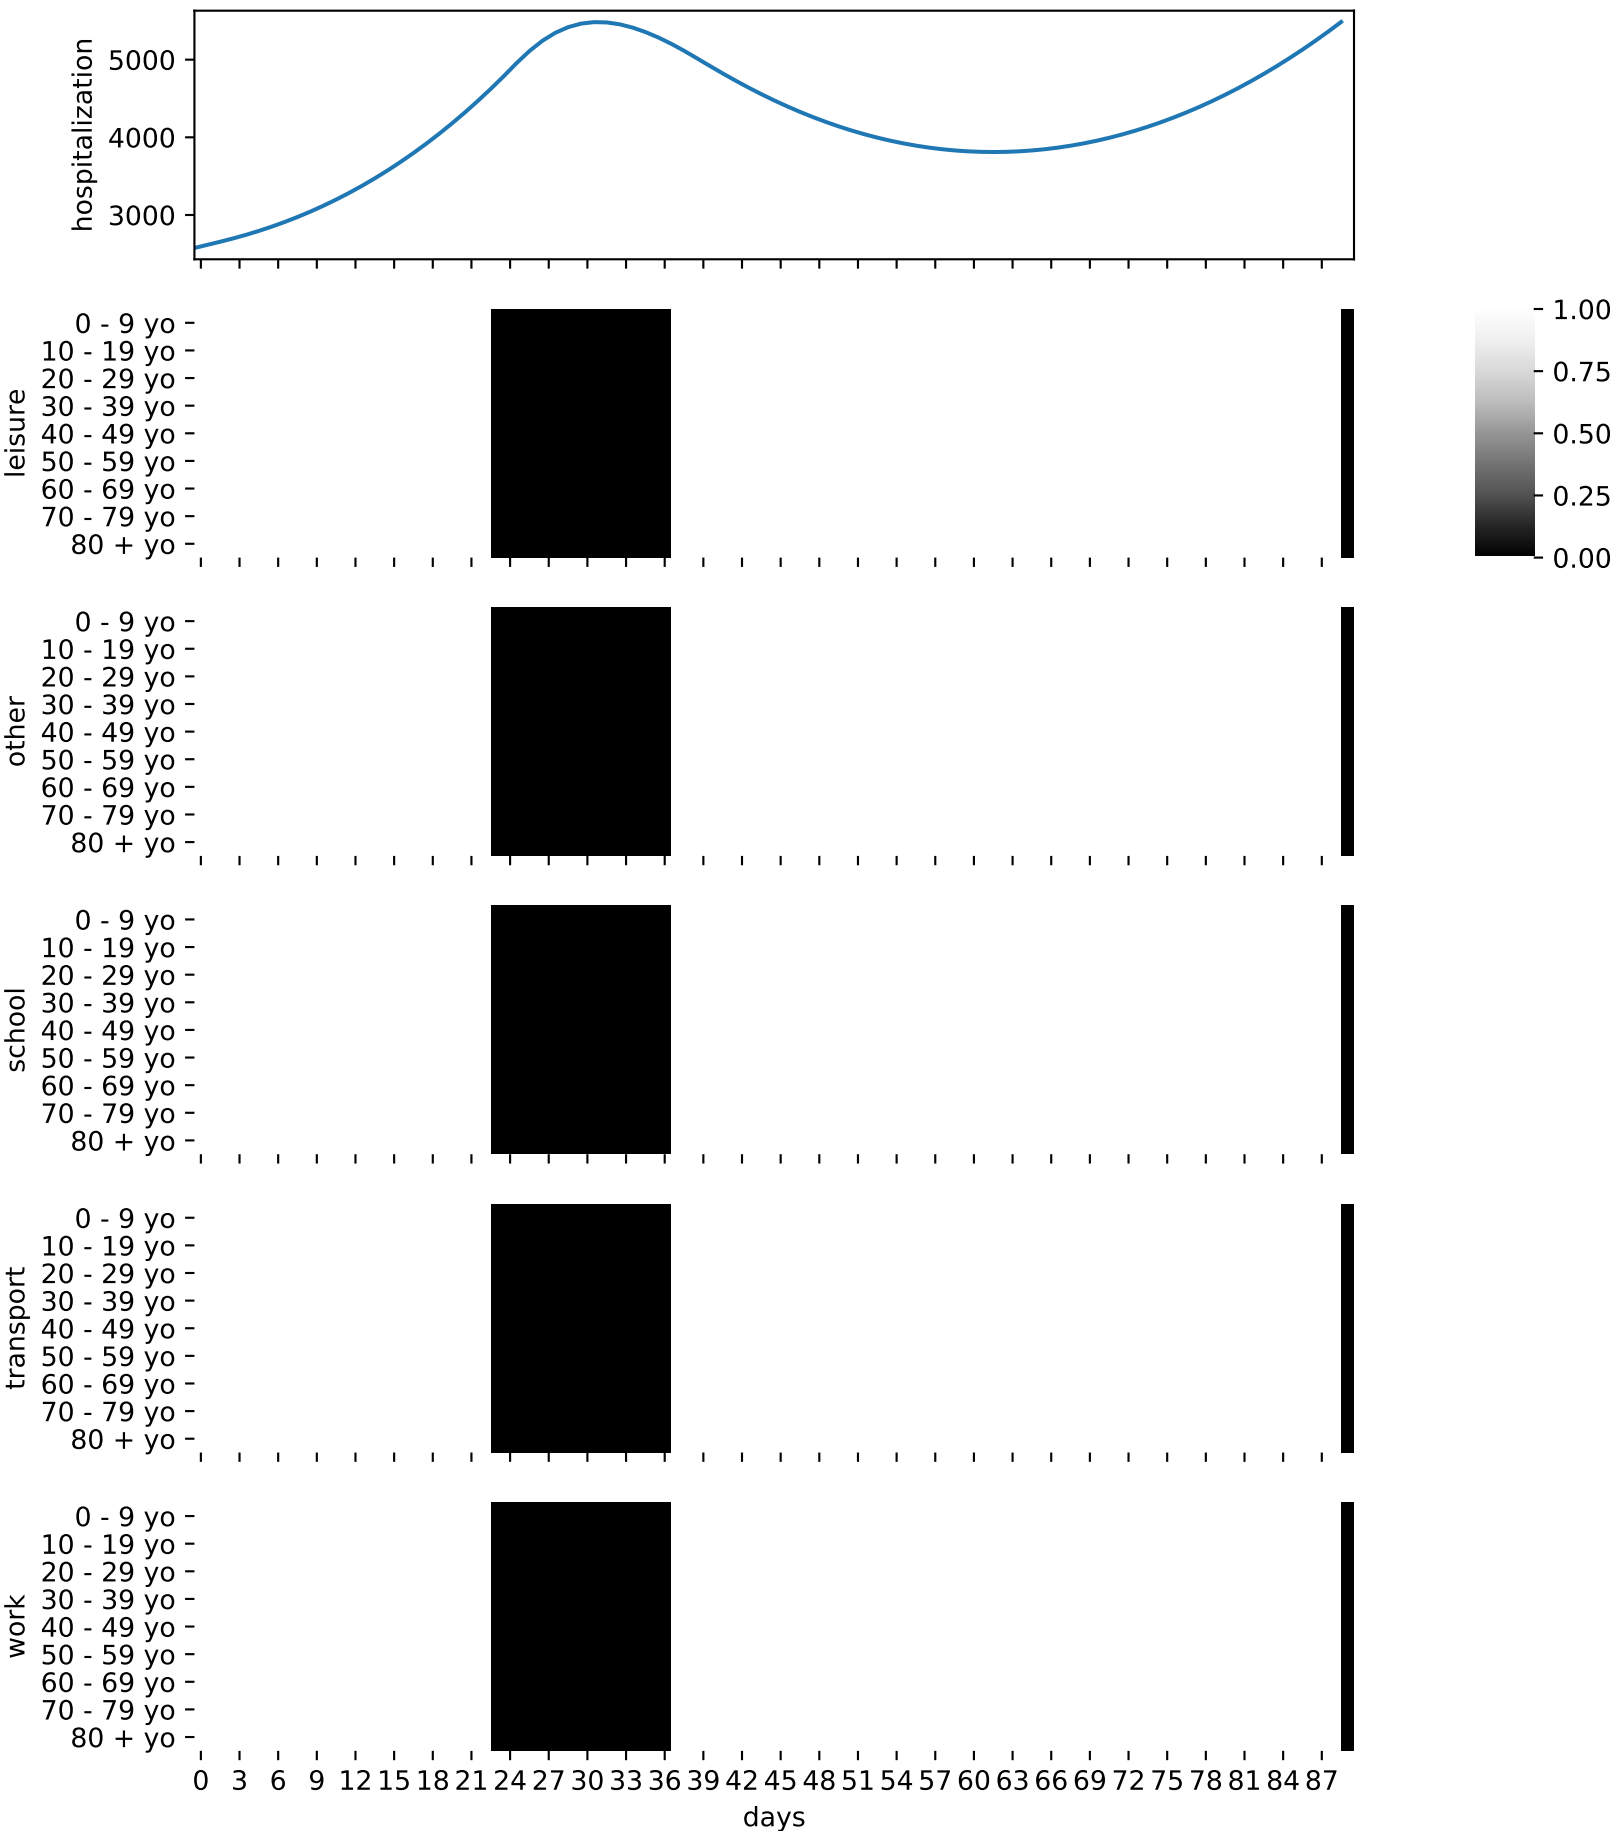 hospitalization
5000
4000
3000
leisure
0 - 9 yo
10 - 19 yo
20 - 29 yo
30 - 39 yo
40 - 49 yo
50 - 59 yo
60 - 69 yo
70 - 79 yo
80 + yo
1.00
0.75
0.50
0.25
0.00
other
0 - 9 yo
10 - 19 yo
20 - 29 yo
30 - 39 yo
40 - 49 yo
50 - 59 yo
60 - 69 yo
70 - 79 yo
80 + yo
school
0 - 9 yo
10 - 19 yo
20 - 29 yo
30 - 39 yo
40 - 49 yo
50 - 59 yo
60 - 69 yo
70 - 79 yo
80 + yo
transport
0 - 9 yo
10 - 19 yo
20 - 29 yo
30 - 39 yo
40 - 49 yo
50 - 59 yo
60 - 69 yo
70 - 79 yo
80 + yo
work
0 - 9 yo
10 - 19 yo
20 - 29 yo
30 - 39 yo
40 - 49 yo
50 - 59 yo
60 - 69 yo
70 - 79 yo
80 + yo
0 3 6 9 12 15 18 21 24 27 30 33 36 39 42 45 48 51 54 57 60 63 66 69 72 75 78 81 84 87
days